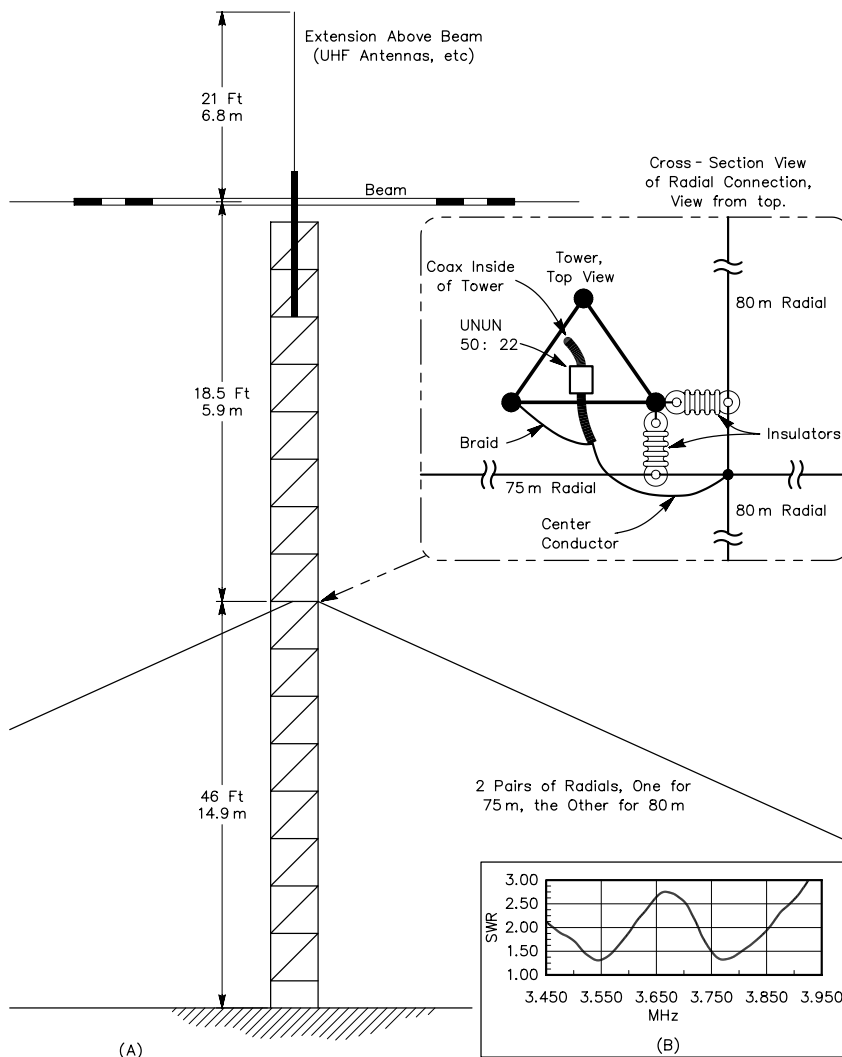 Extension Above Beam
(UHF Antennas, etc)
21 Ft
6.8 m
Beam
Cross - Section View
of Radial Connection,
View from top.
Coax Inside
of Tower
Tower,
Top View
80 m Radial
UNUN
50 : 22
18.5 Ft
5.9 m
Braid
Insulators
75 m Radial
80 m Radial
Center
Conductor
46 Ft
14.9 m
2 Pairs of Radials, One for
75 m, the Other for 80 m
3.00
2.50
2.00
1.50
1.00
SWR
3.450 3.550 3.650 3.750 3.850 3.950
MHz
(A)
(B)